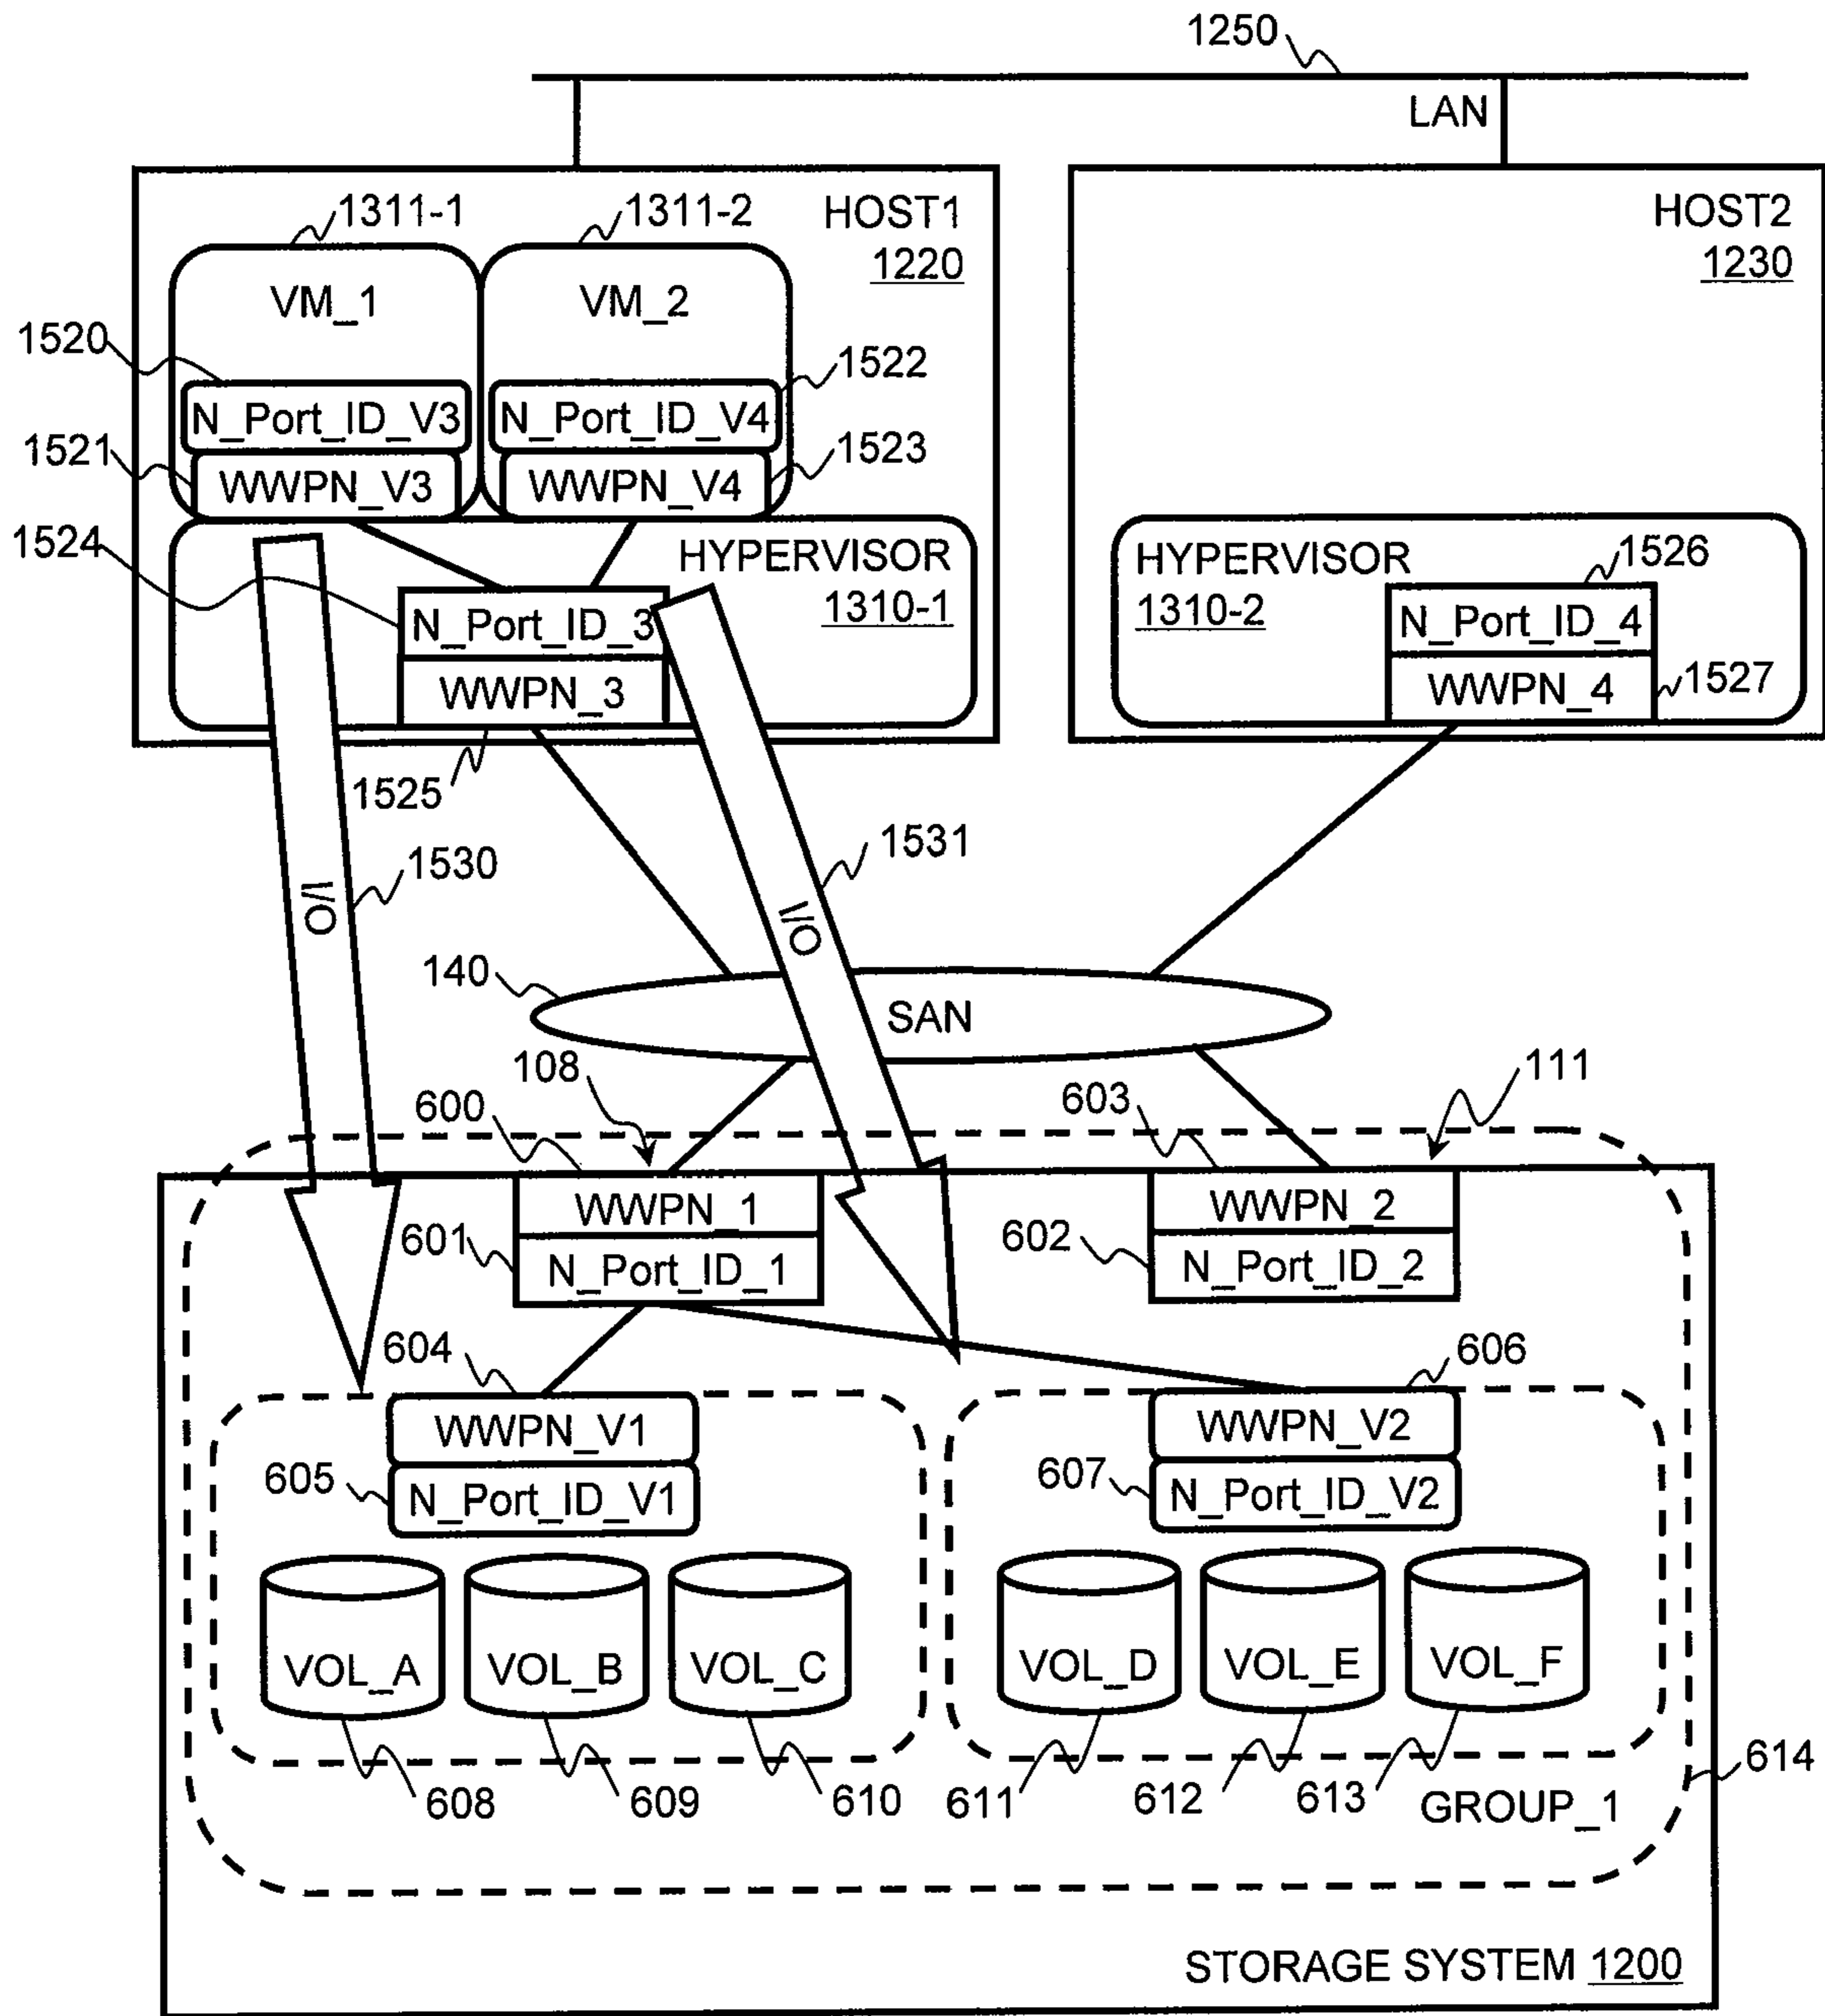 1250
LAN
1311-1
1311-2
HOST1
1220
HOST2
1230
VM_1
VM_2
1520
1522
N_Port_ID_V3
N_Port_ID_V4
1521
1523
WWPN_V3
WWPN_V4
1524
HYPERVISOR
1310-1
HYPERVISOR
1310-2
1526
N_Port_ID_3
N_Port_ID_4
WWPN_3
WWPN_4
1527
1525
1530
1531
I/O
I/O
140
SAN
108
111
600
603
WWPN_1
WWPN_2
601
602
N_Port_ID_1
N_Port_ID_2
604
606
WWPN_V1
WWPN_V2
605
607
N_Port_ID_V1
N_Port_ID_V2
VOL_A
VOL_B
VOL_C
VOL_D
VOL_E
VOL_F
608
609
610
611
612
613
614
GROUP_1
STORAGE SYSTEM 1200